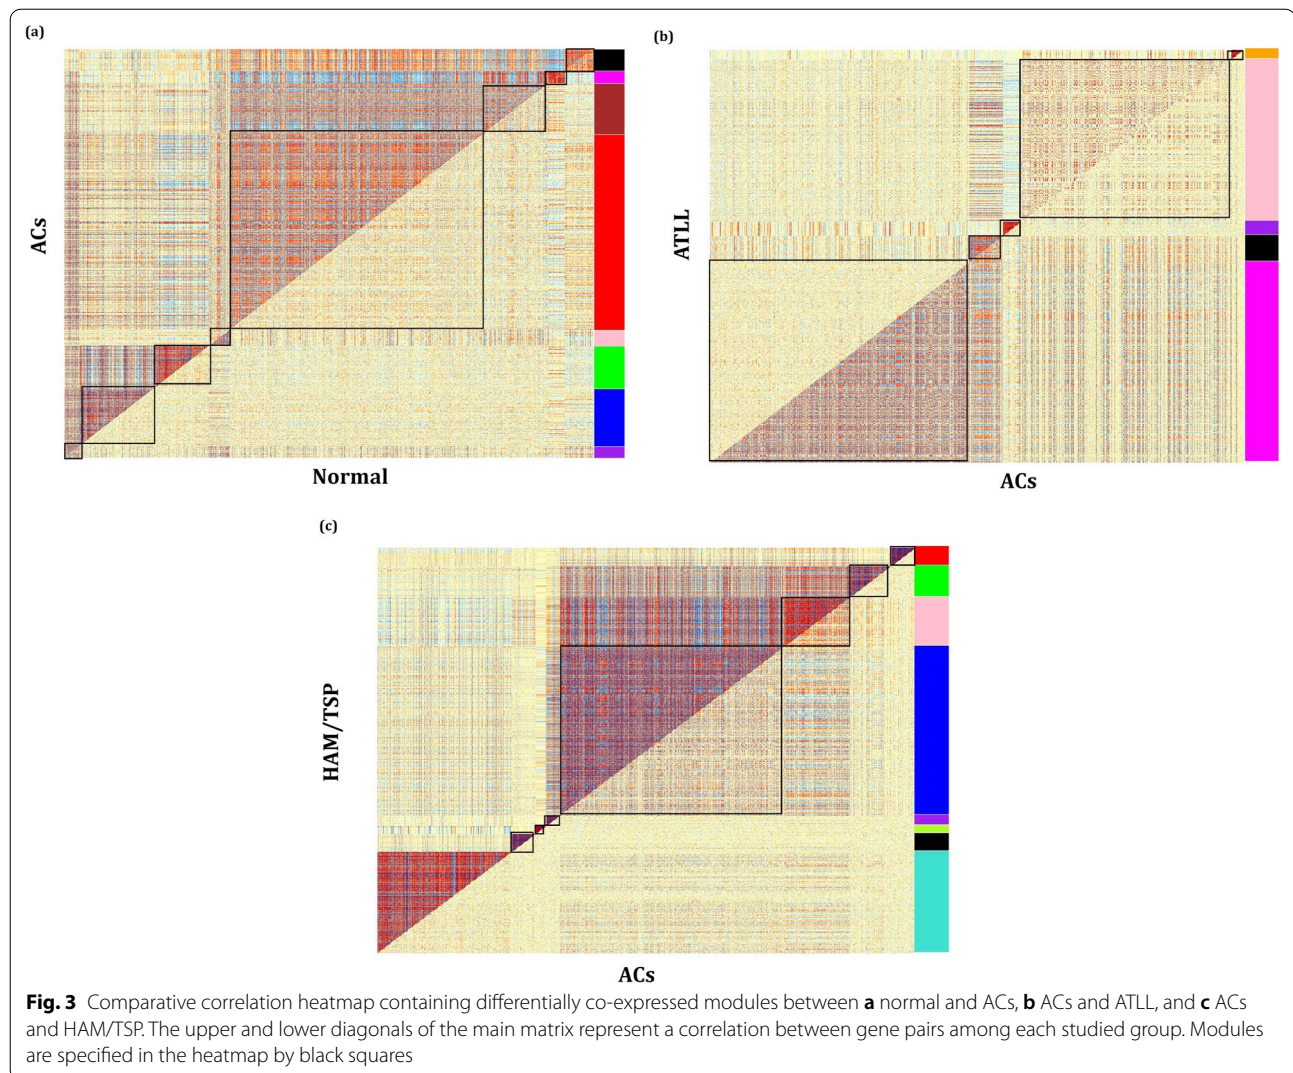 (a)
ACs
Normal
(b)
ATLL
ACs
(c)
HAM/TSP
ACs
Fig. 3 Comparative correlation heatmap containing differentially co-expressed modules between a normal and ACs, b ACs and ATLL, and c ACs
and HAM/TSP. The upper and lower diagonals of the main matrix represent a correlation between gene pairs among each studied group. Modules
are specified in the heatmap by black squares